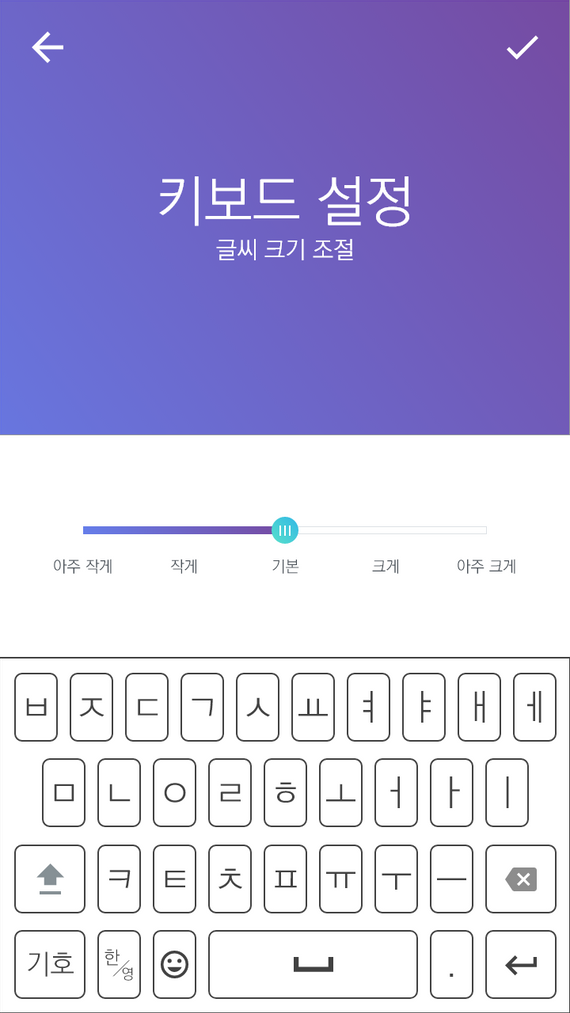 키보드 설정
글씨 크기 조절
아주 작게 작게 기본 크게 아주 크게
ㅂ ㅈ ㄷ ㄱ ㅅ ㅛ ㅕ ㅑ ㅐ ㅔ
ㅁ ㄴ ㅇ ㄹ ㅎ ㅗ ㅓ ㅏ ㅣ
ㅋ ㅌ ㅊ ㅍ ㅠ ㅜ ㅡ
기호 한/영 .